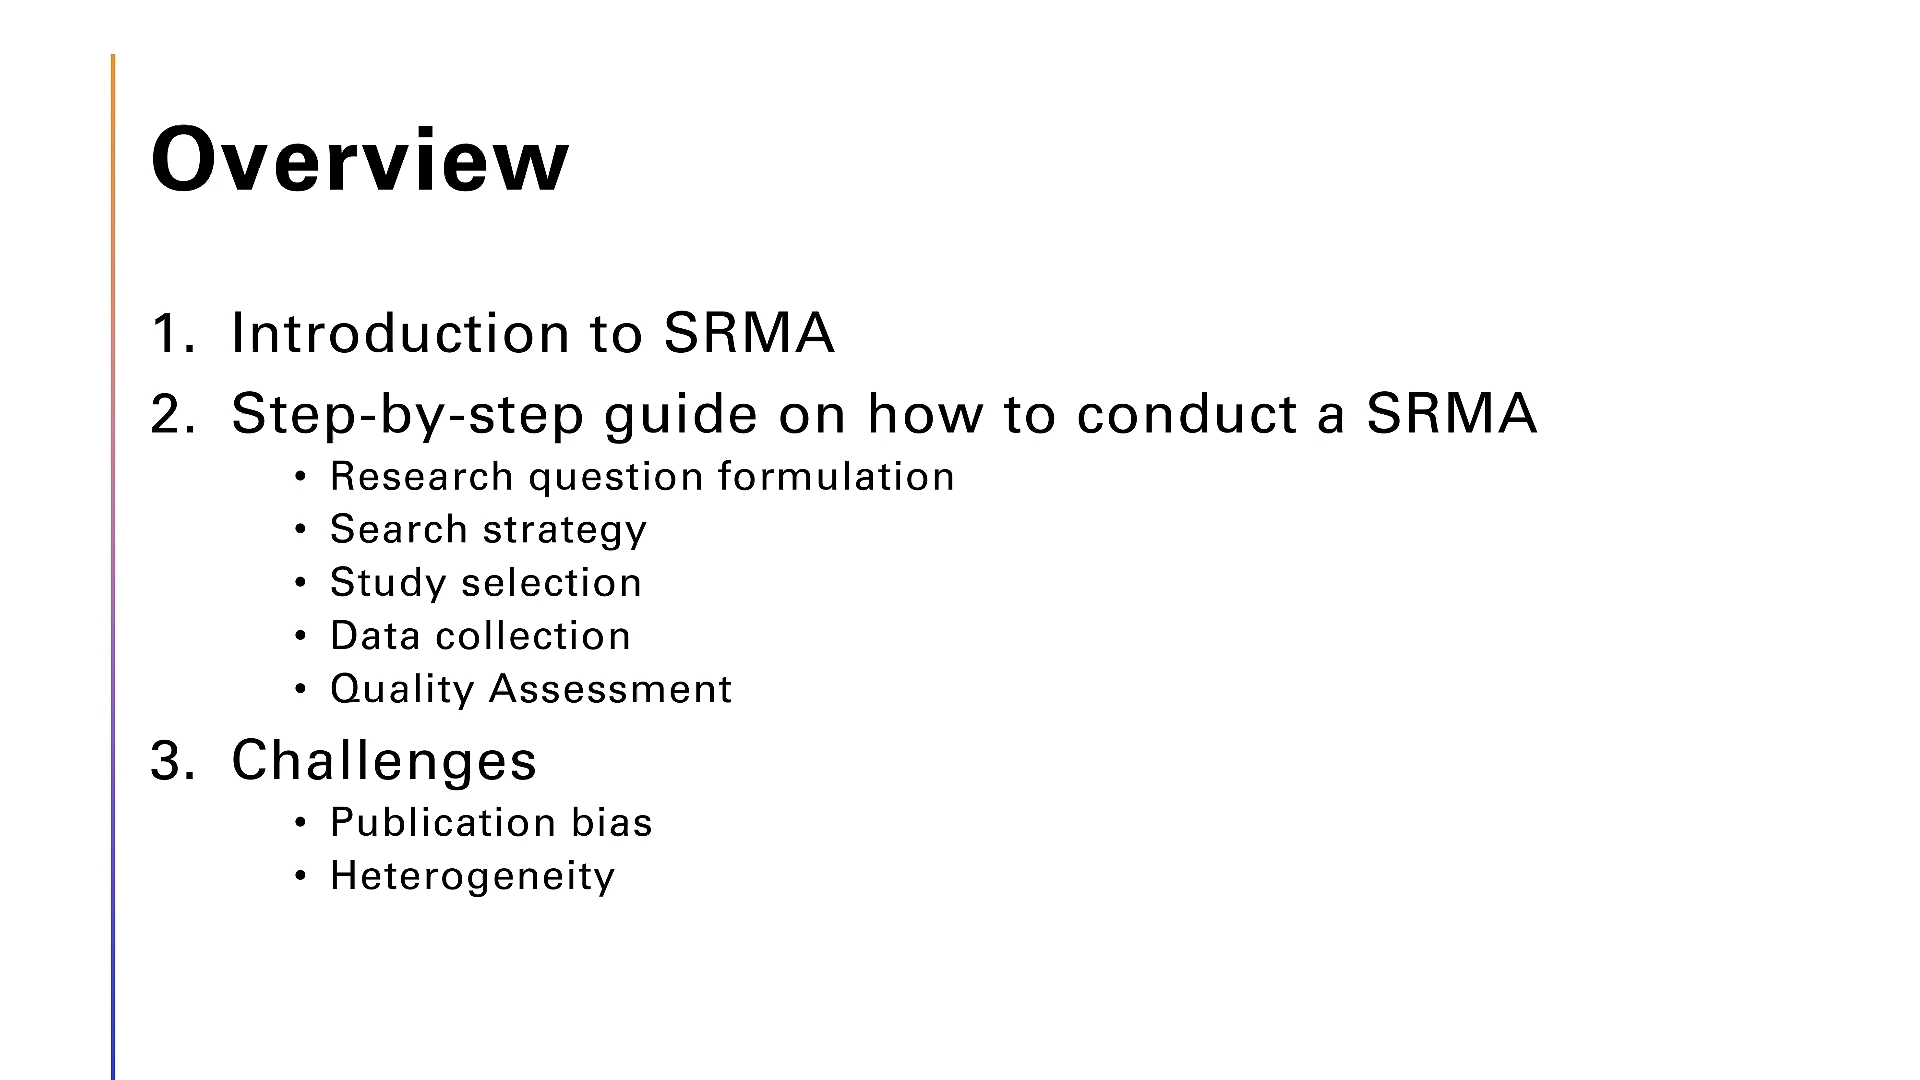 Overview
1. Introduction to SRMA
2. Step-by-step guide on how to conduct a SRMA
• Research question formulation
• Search strategy
• Study selection
• Data collection
• Quality Assessment
3. Challenges
• Publication bias
• Heterogeneity